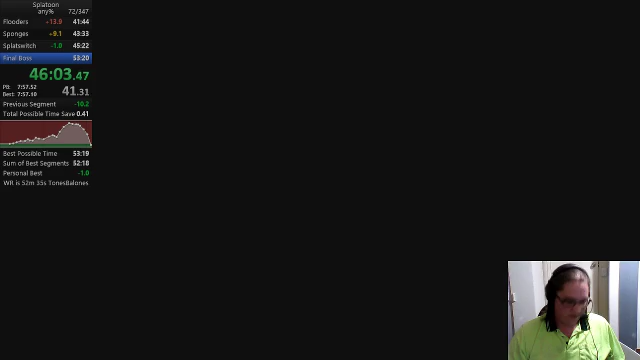 Splatoon
any% 72/347
Flooders +13.9 41:44
Sponges +9.1 43:33
Splatswitch -1.0 45:22
Final Boss 53:20
46:03.47
PB: 7:57.52
Best: 7:57.10
41.31
Previous Segment -10.2
Total Possible Time Save 0.41
Best Possible Time 53:19
Sum of Best Segments 52:18
Personal Best -1.0
WR is 52m 35s TonesBalones